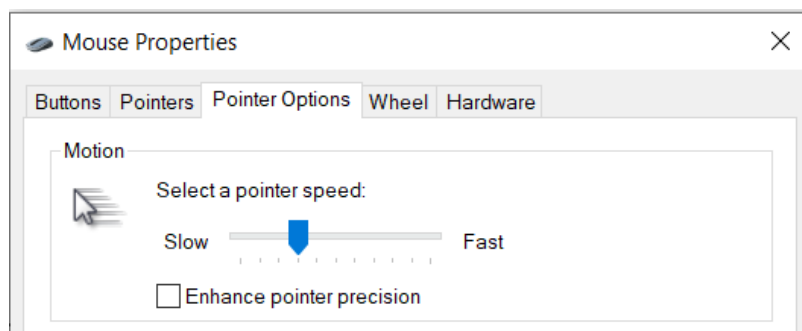 Mouse Properties
Buttons Pointers Pointer Options Wheel Hardware
Motion
Select a pointer speed:
Slow Fast
Enhance pointer precision